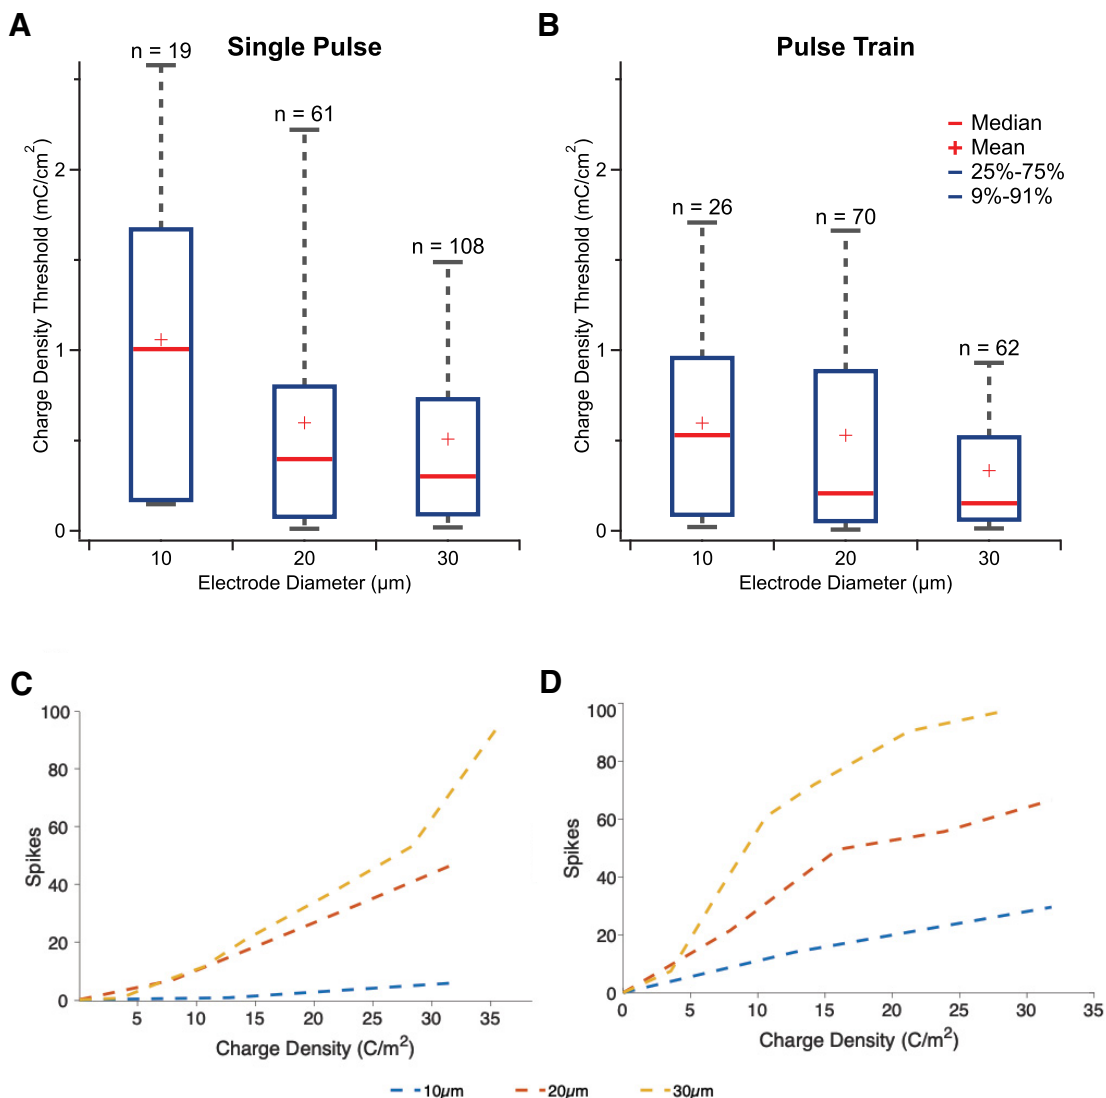 A
Single Pulse
n = 19
n = 61
n = 108
2
1
0
Charge Density Threshold (mC/cm²)
10
20
30
Electrode Diameter (µm)
B
Pulse Train
Median
Mean
25%-75%
9%-91%
n = 26
n = 70
n = 62
2
1
0
Charge Density Threshold (mC/cm²)
10
20
30
Electrode Diameter (µm)
C
100
80
60
40
20
0
Spikes
5
10
15
20
25
30
35
Charge Density (C/m²)
D
100
80
60
40
20
0
Spikes
0
5
10
15
20
25
30
35
Charge Density (C/m²)
10µm
20µm
30µm